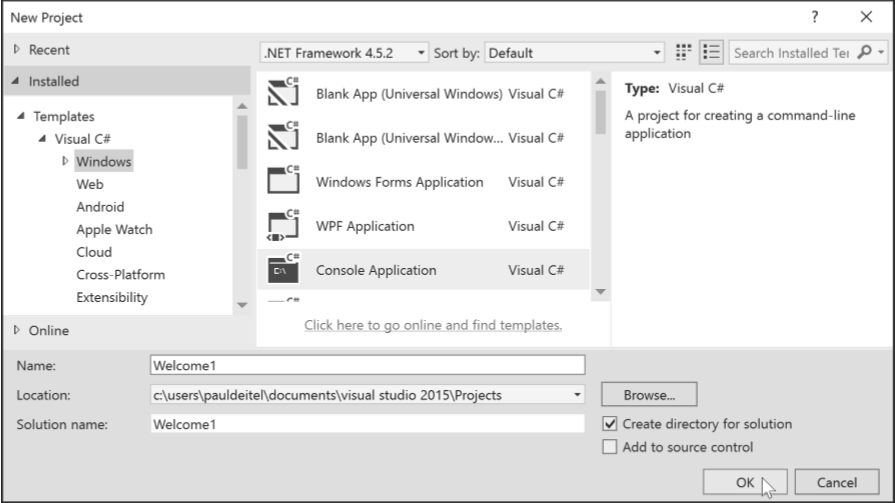 New Project
? ×
Recent
.NET Framework 4.5.2 Sort by: Default Search Installed Ter
Installed
Templates
Visual C#
Windows
Web
Android
Apple Watch
Cloud
Cross-Platform
Extensibility
Online
C# Blank App (Universal Windows) Visual C#
C# Blank App (Universal Window... Visual C#
C# Windows Forms Application Visual C#
C# WPF Application Visual C#
C# C:\ Console Application Visual C#
C#
Click here to go online and find templates.
Type: Visual C#
A project for creating a command-line
application
Name: Welcome1
Location: c:\users\pauldeitel\documents\visual studio 2015\Projects Browse...
Solution name: Welcome1
Create directory for solution
Add to source control
OK Cancel